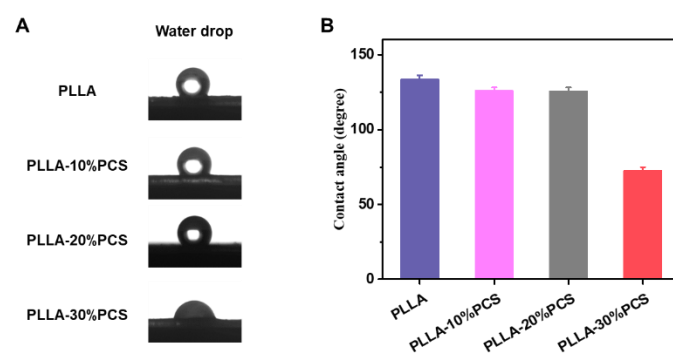 A
Water drop
PLLA
PLLA-10%PCS
PLLA-20%PCS
PLLA-30%PCS
B
Contact angle (degree)
150
100
50
0
PLLA
PLLA-10%PCS
PLLA-20%PCS
PLLA-30%PCS